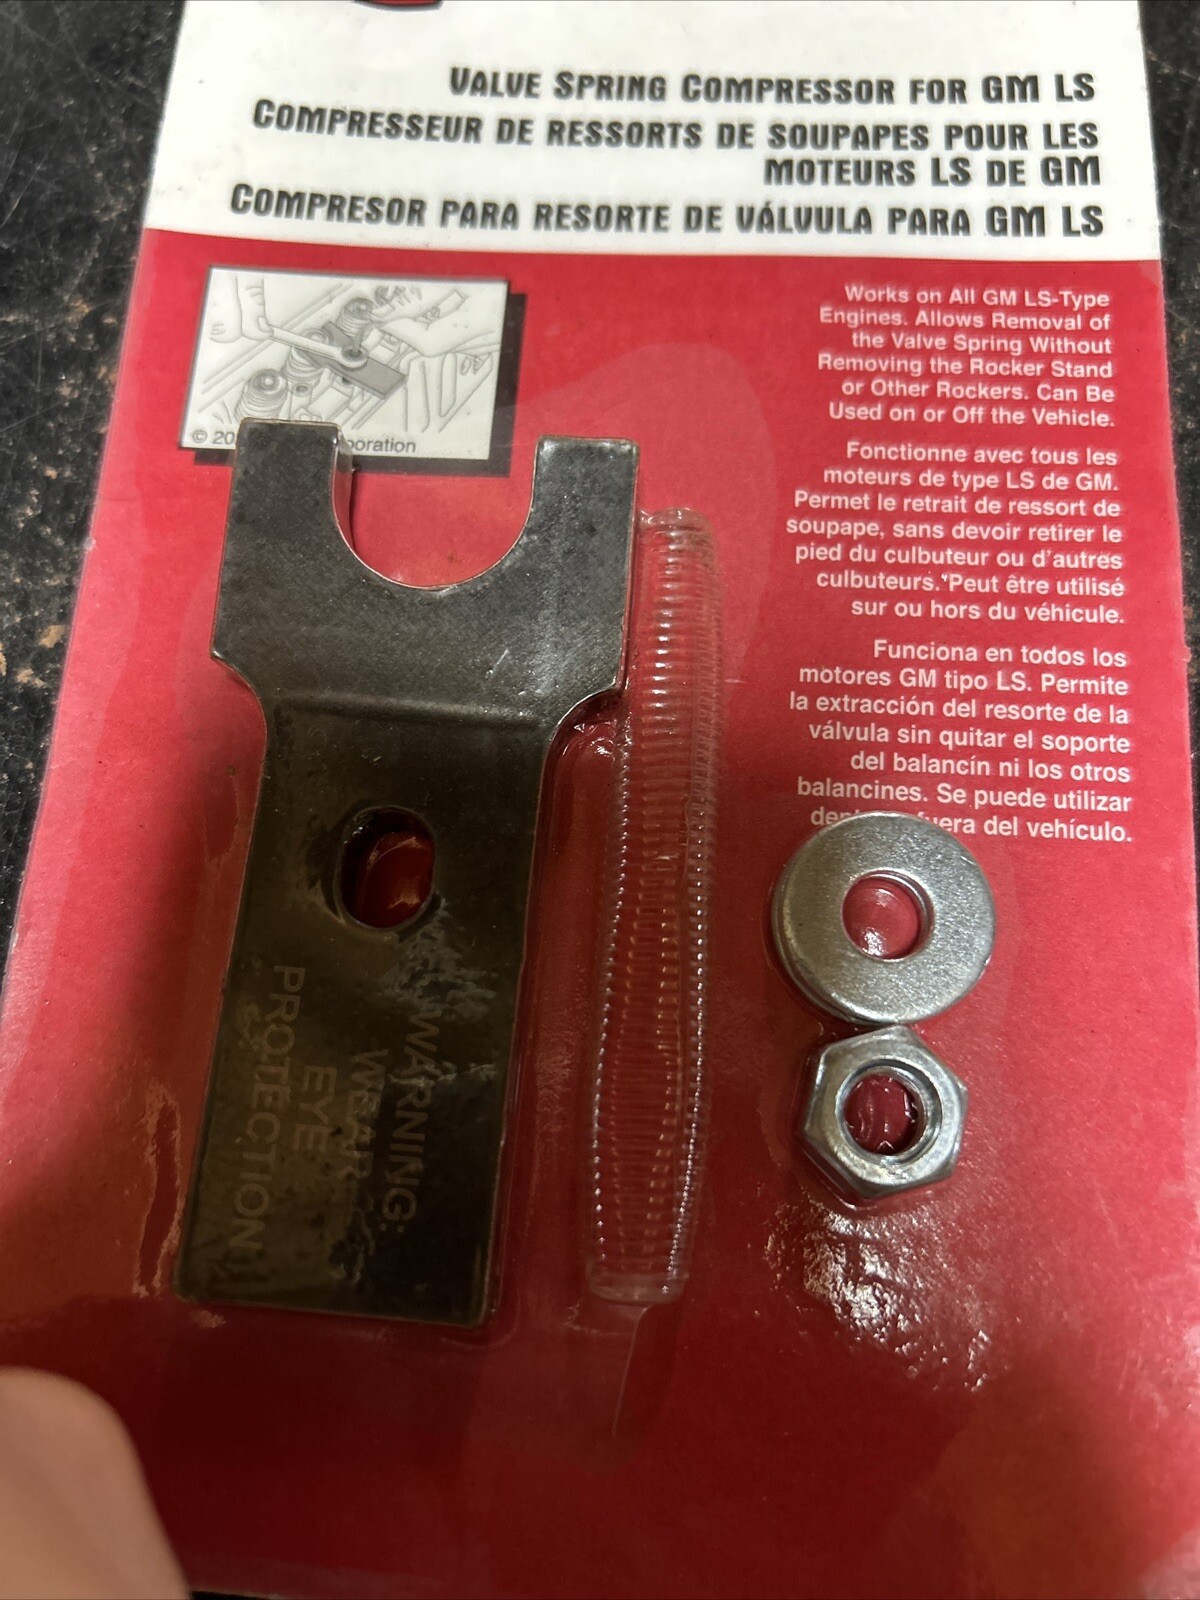 VALVE SPRING COMPRESSOR FOR GM LS
COMPRESSEUR DE RESSORTS DE SOUPAPES POUR LES
MOTEURS LS DE GM
COMPRESOR PARA RESORTE DE VÁLVULA PARA GM LS
Works on All GM LS-Type
Engines. Allows Removal of
the Valve Spring Without
Removing the Rocker Stand
or Other Rockers. Can Be
Used on or Off the Vehicle.
Fonctionne avec tous les
moteurs de type LS de GM.
Permet le retrait de ressort de
soupape, sans devoir retirer le
pied du culbuteur ou d'autres
culbuteurs. Peut être utilisé
sur ou hors du véhicule.
Funciona en todos los
motores GM tipo LS. Permite
la extracción del resorte de la
válvula sin quitar el soporte
del balancín ni los otros
balancines. Se puede utilizar
del vehículo.
©
WARNING:
WEAR
EYE
PROTECTION